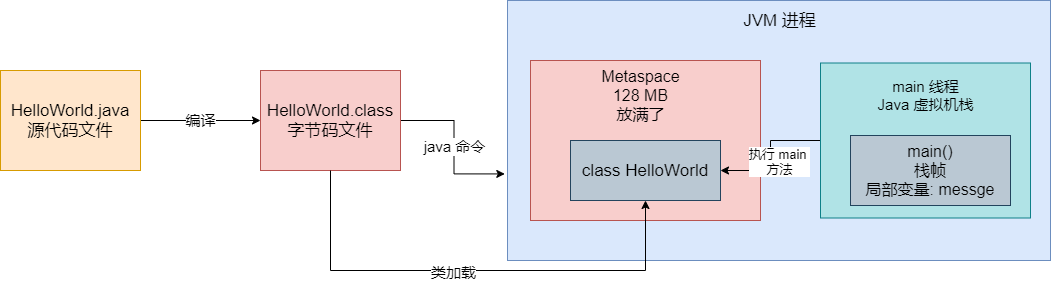 JVM 进程
HelloWorld.java
源代码文件
编译
HelloWorld.class
字节码文件
java 命令
类加载
Metaspace
128 MB
放满了
class HelloWorld
执行 main
方法
main 线程
Java 虚拟机栈
main()
栈帧
局部变量: messge